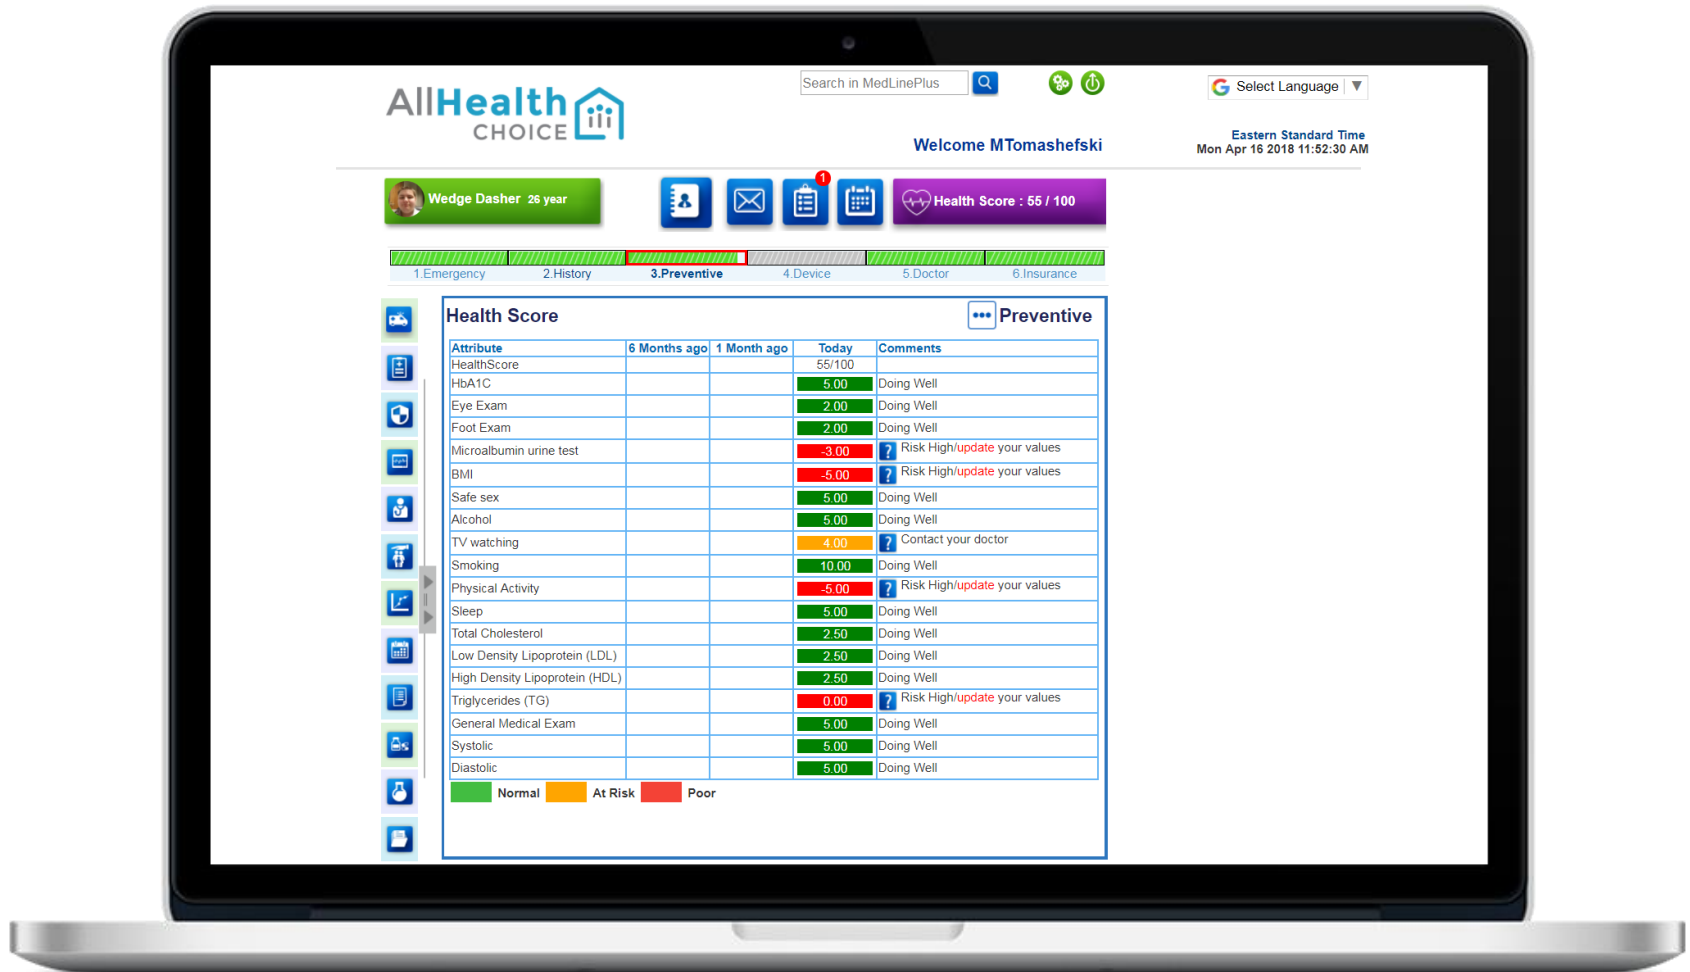 AllHealth
CHOICE
Search in MedLinePlus
Select Language ▼
Welcome MTomashefski
Eastern Standard Time
Mon Apr 16 2018 11:52:30 AM
Wedge Dasher 26 year
1
Health Score : 55 / 100
1.Emergency 2.History 3.Preventive 4.Device 5.Doctor 6.Insurance
Health Score ••• Preventive
Attribute 6 Months ago 1 Month ago Today Comments
HealthScore 55/100
HbA1C 5.00 Doing Well
Eye Exam 2.00 Doing Well
Foot Exam 2.00 Doing Well
Microalbumin urine test -3.00 ? Risk High/update your values
BMI -5.00 ? Risk High/update your values
Safe sex 5.00 Doing Well
Alcohol 5.00 Doing Well
TV watching 4.00 ? Contact your doctor
Smoking 10.00 Doing Well
Physical Activity -5.00 ? Risk High/update your values
Sleep 5.00 Doing Well
Total Cholesterol 2.50 Doing Well
Low Density Lipoprotein (LDL) 2.50 Doing Well
High Density Lipoprotein (HDL) 2.50 Doing Well
Triglycerides (TG) 0.00 ? Risk High/update your values
General Medical Exam 5.00 Doing Well
Systolic 5.00 Doing Well
Diastolic 5.00 Doing Well
Normal At Risk Poor